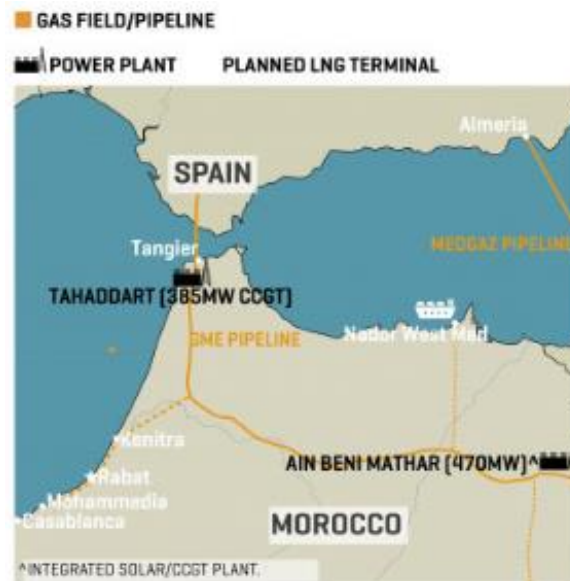 GAS FIELD/PIPELINE
POWER PLANT PLANNED LNG TERMINAL
Almeria
SPAIN
MEDGAZ PIPELINE
Tangier
TAHADDART (385MW CCGT)
GME PIPELINE
Nador West Med
Kenitra
AIN BENI MATHAR (470MW)^
Rabat
Mohammedia
Casablanca
MOROCCO
^INTEGRATED SOLAR/CCGT PLANT.